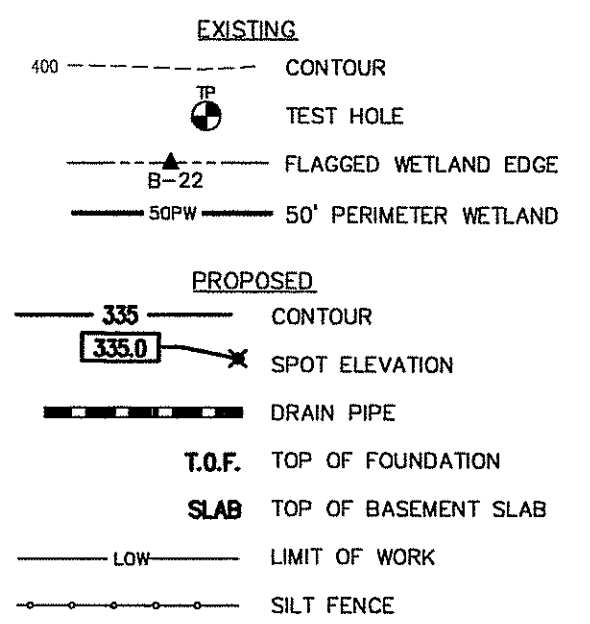 EXISTING
400 CONTOUR
TP
TEST HOLE
FLAGGED WETLAND EDGE
B-22
50PW 50' PERIMETER WETLAND
PROPOSED
335 CONTOUR
335.0 SPOT ELEVATION
DRAIN PIPE
T.O.F. TOP OF FOUNDATION
SLAB TOP OF BASEMENT SLAB
LOW LIMIT OF WORK
SILT FENCE